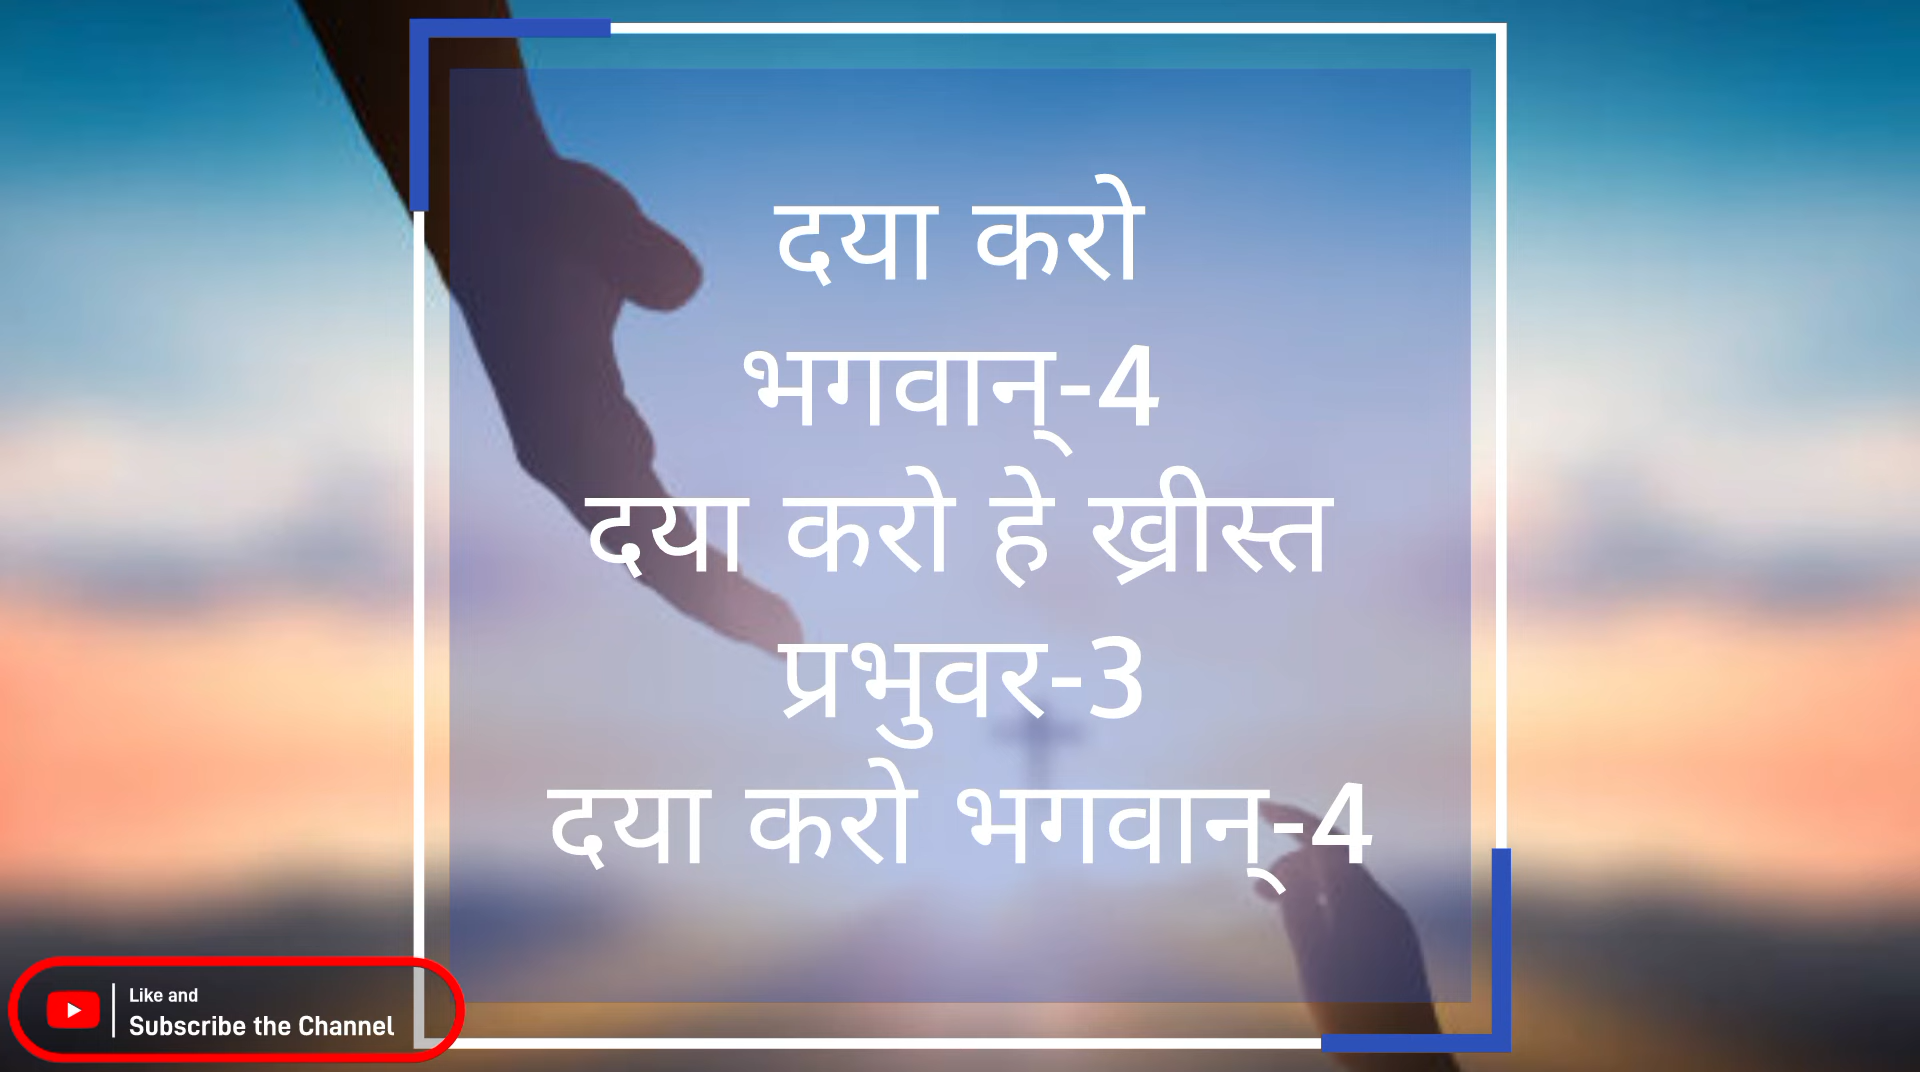 दया करो
भगवान्-4
दया करो हे ख्रीस्त
प्रभुवर-3
दया करो भगवान्-4
Like and
Subscribe the Channel